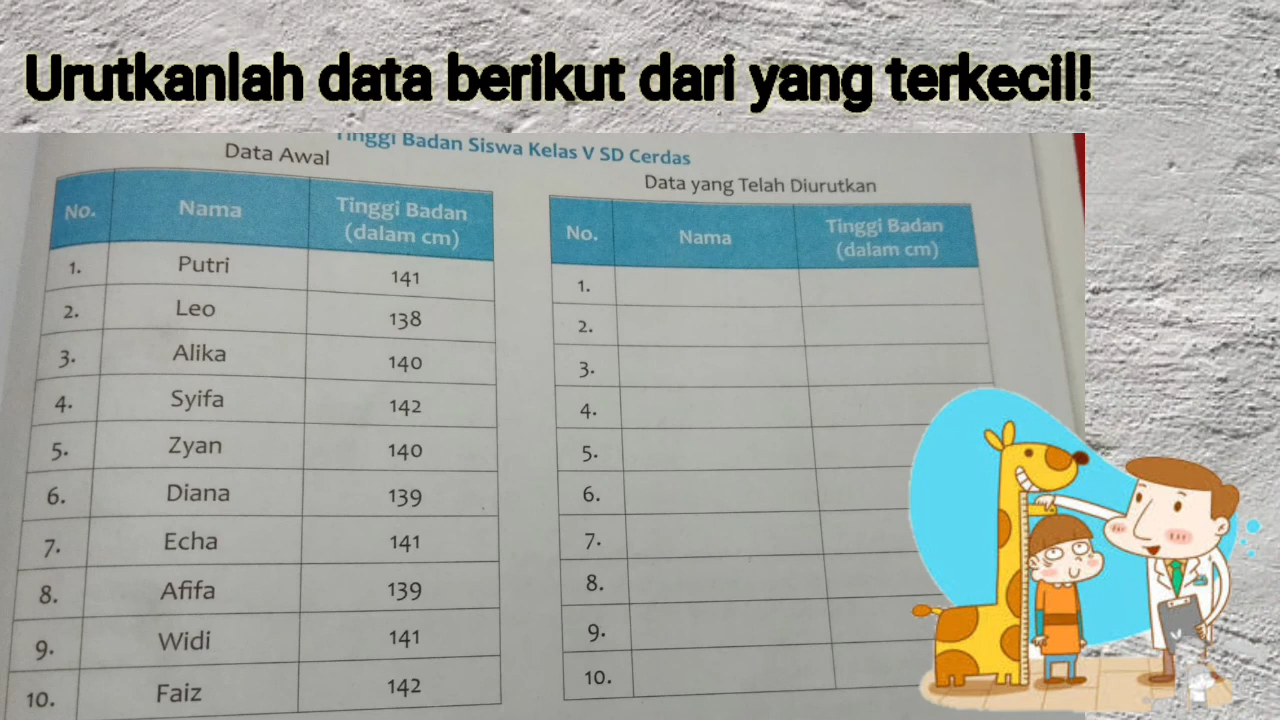 Urutkanlah data berikut dari yang terkecil!
Tinggi Badan Siswa Kelas V SD Cerdas
Data Awal
No. Nama Tinggi Badan (dalam cm)
1. Putri 141
2. Leo 138
3. Alika 140
4. Syifa 142
5. Zyan 140
6. Diana 139
7. Echa 141
8. Afifa 139
9. Widi 141
10. Faiz 142
Data yang Telah Diurutkan
No. Nama Tinggi Badan (dalam cm)
1.
2.
3.
4.
5.
6.
7.
8.
9.
10.